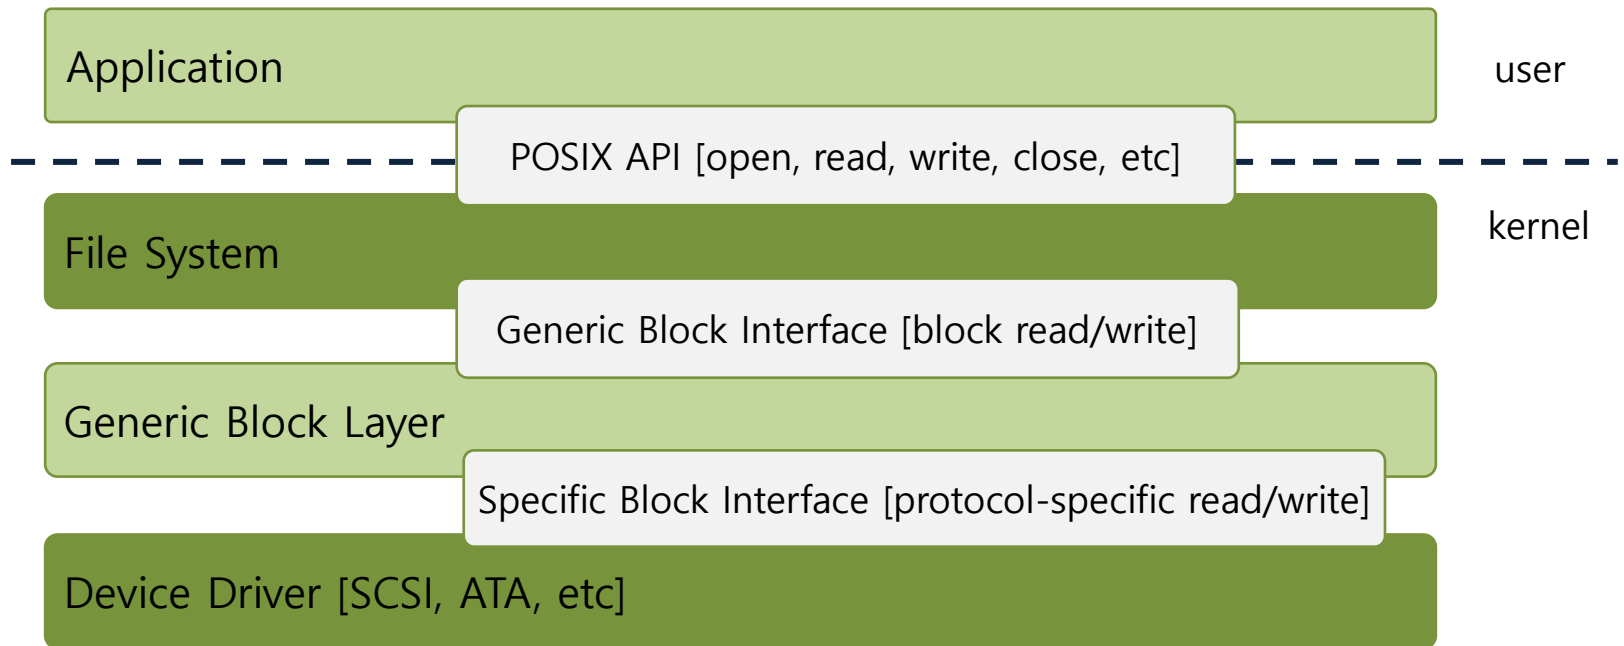 Application
user
POSIX API [open, read, write, close, etc]
File System
kernel
Generic Block Interface [block read/write]
Generic Block Layer
Specific Block Interface [protocol-specific read/write]
Device Driver [SCSI, ATA, etc]